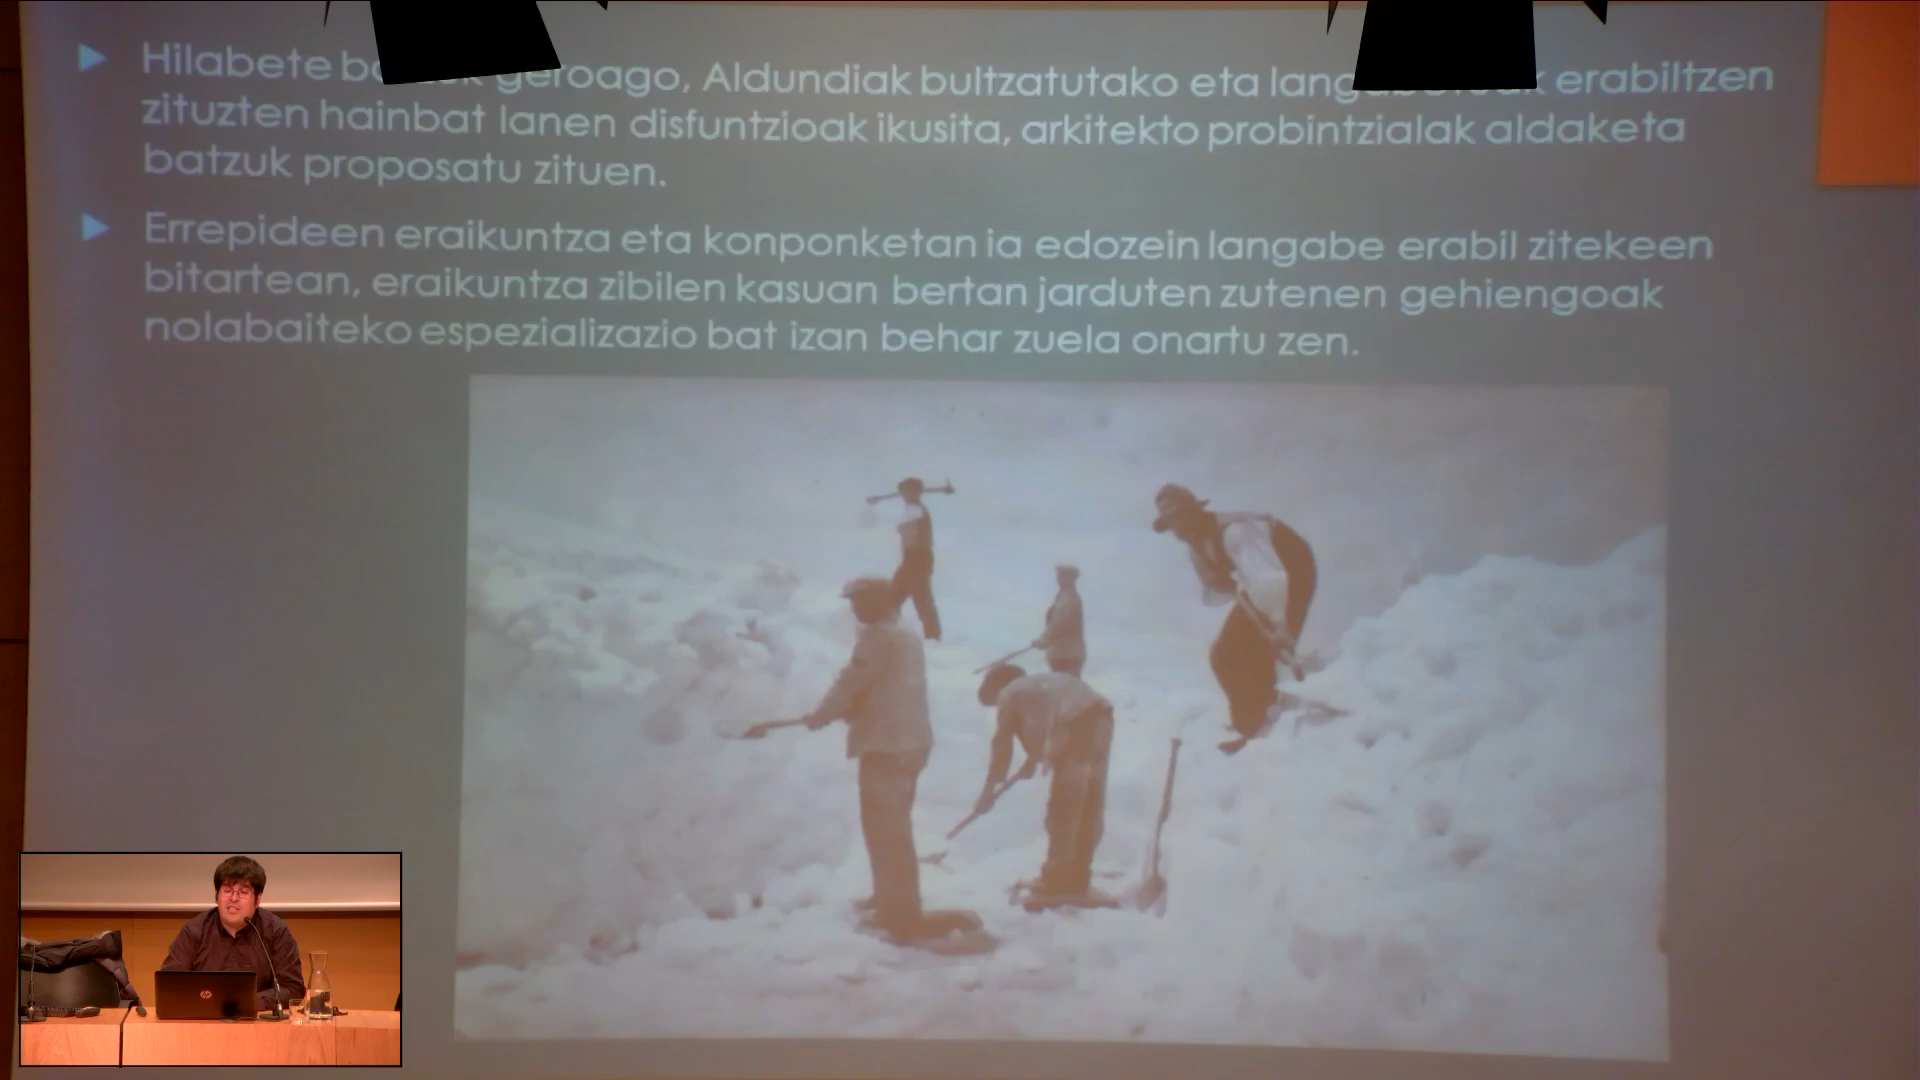 Hilabete geroago, Aldundiak bultzatutako eta erabiltzen
zituzten hainbat lanen disfuntzioak ikusita, arkitekto probintzialak aldaketa
batzuk proposatu zituen.
Errepideen eraikuntza eta konponketan ia edozein langabe erabil zitekeen
bitartean, eraikuntza zibilen kasuan bertan jarduten zutenen gehiengoak
nolabaiteko espezializazio bat izan behar zuela onartu zen.
hp